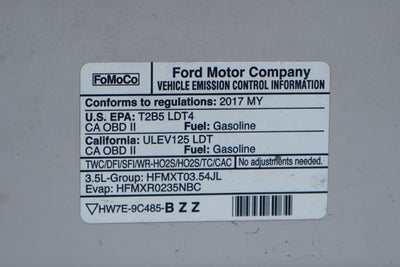 FoMoCo
Ford Motor Company
VEHICLE EMISSION CONTROL INFORMATION
Conforms to regulations: 2017 MY
U.S. EPA: T2B5 LDT4
CA OBD II Fuel: Gasoline
California: ULEV125 LDT
CA OBD II Fuel: Gasoline
TWC/DFI/SFI/WR-HO2S/HO2S/TC/CAC No adjustments needed.
3.5L-Group: HFMXT03.54JL
Evap: HFMXR0235NBC
HW7E-9C485-BZZ